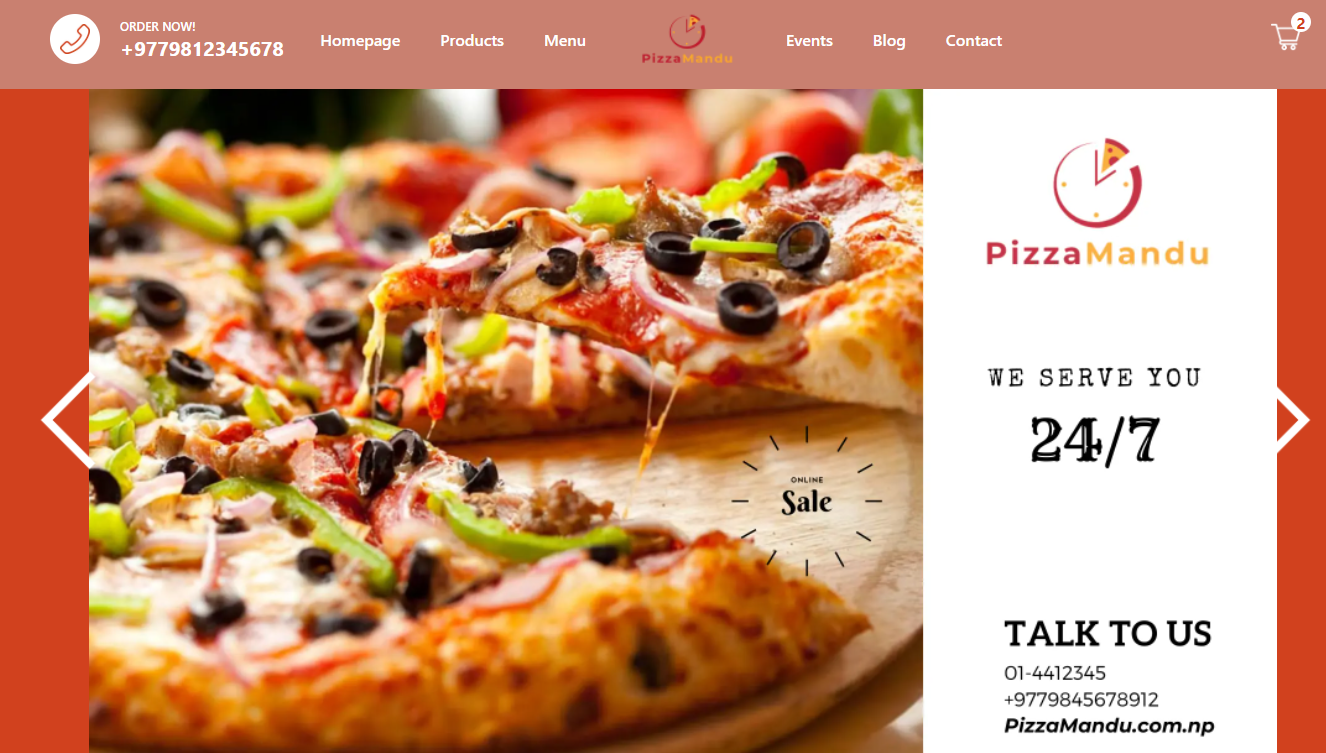 ORDER NOW!
+9779812345678
Homepage
Products
Menu
PizzaMandu
Events
Blog
Contact
2
PizzaMandu
WE SERVE YOU
24/7
ONLINE
Sale
TALK TO US
01-4412345
+9779845678912
PizzaMandu.com.np